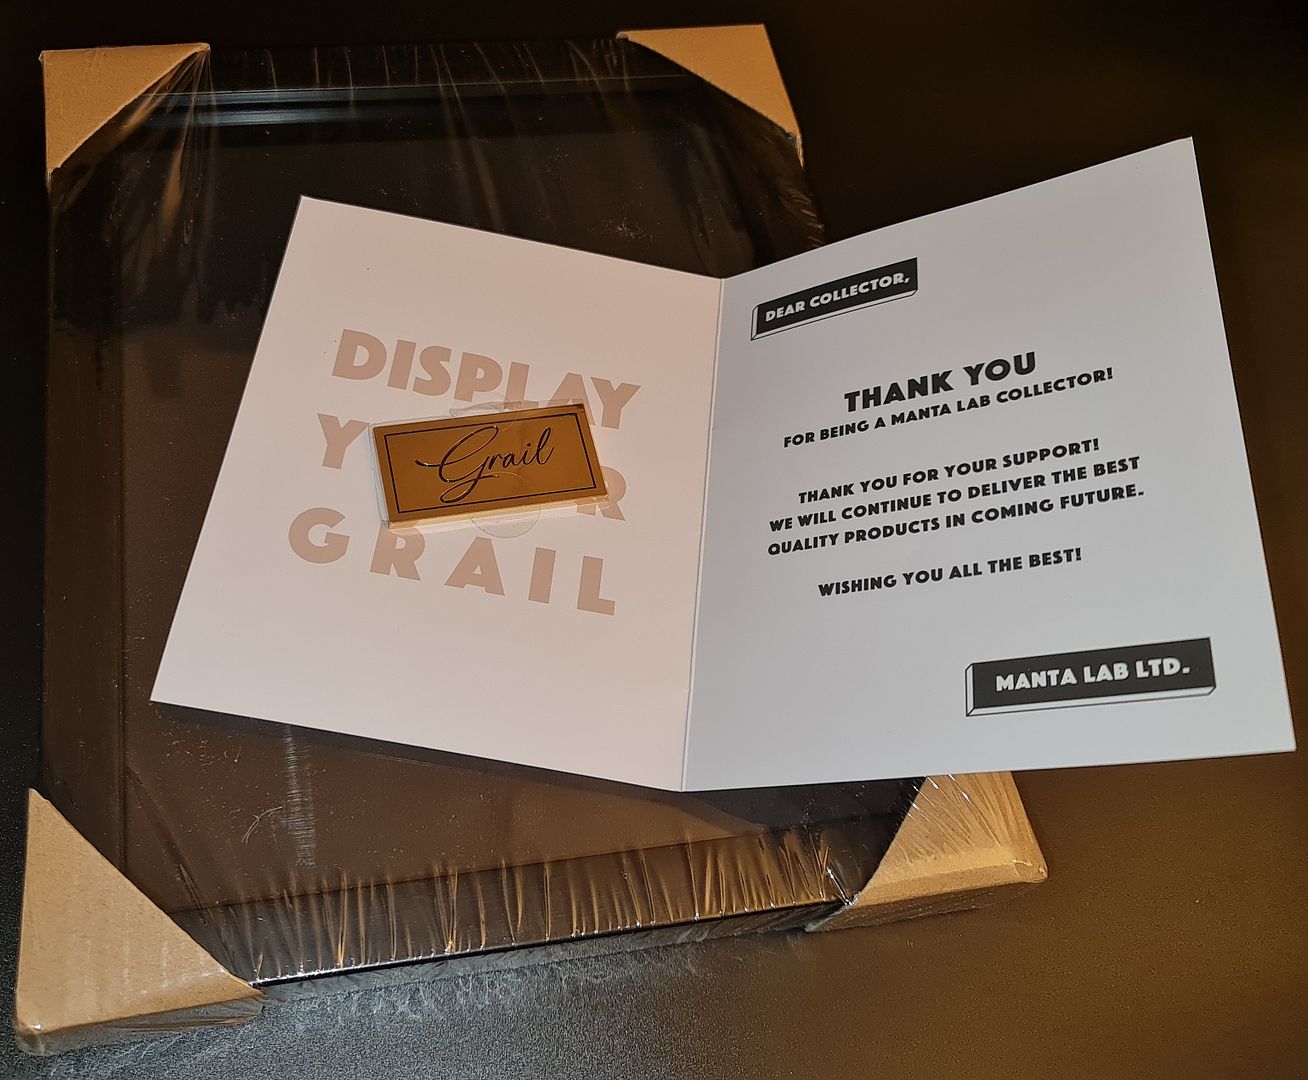 DISPLAY
Y R
GRAIL
Grail
DEAR COLLECTOR,
THANK YOU
FOR BEING A MANTA LAB COLLECTOR!
THANK YOU FOR YOUR SUPPORT!
WE WILL CONTINUE TO DELIVER THE BEST
QUALITY PRODUCTS IN COMING FUTURE.
WISHING YOU ALL THE BEST!
MANTA LAB LTD.